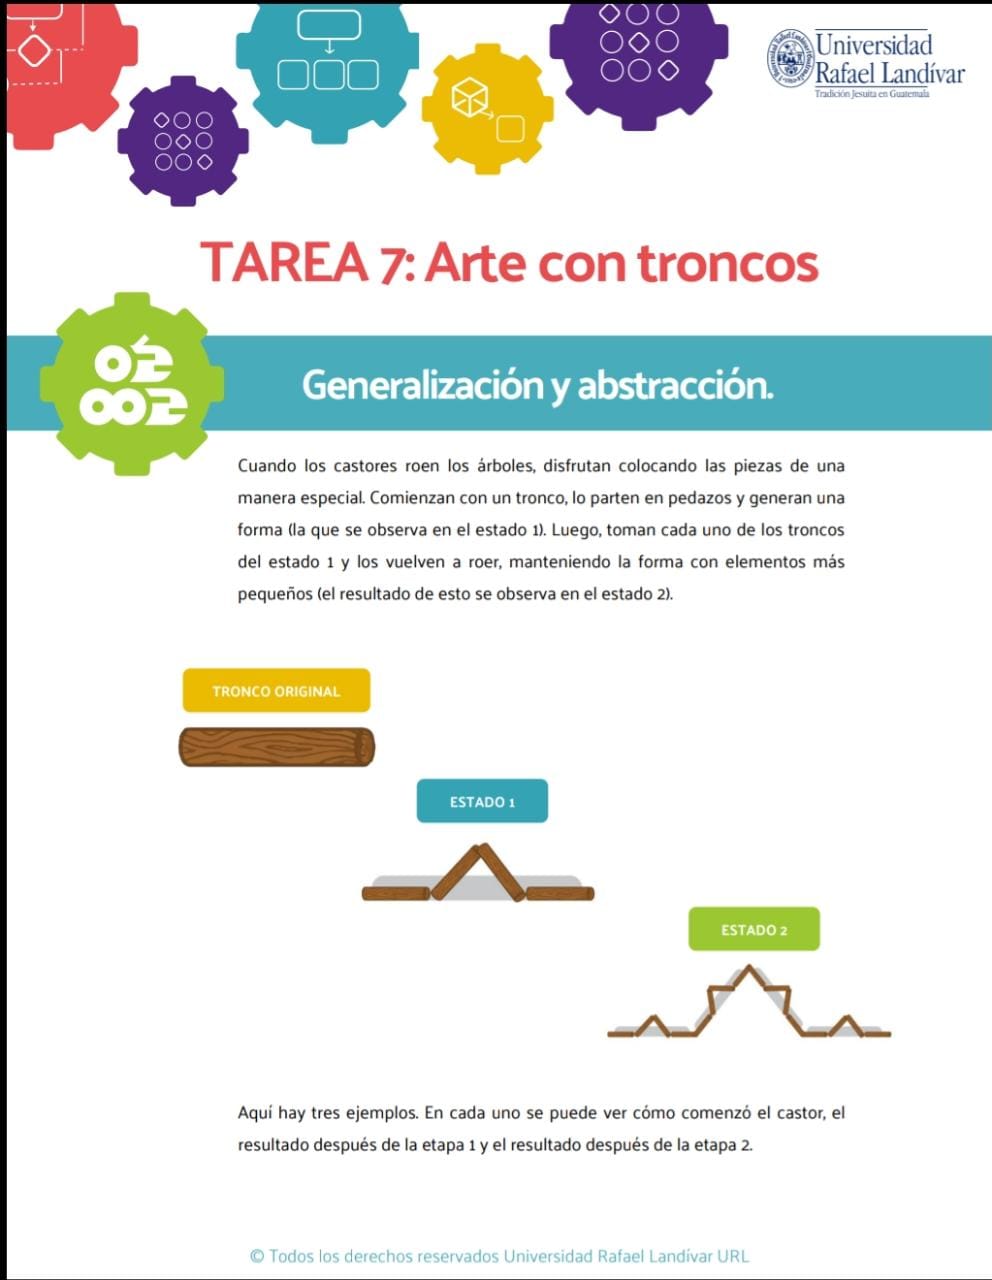 Universidad
Rafael Landívar
Tradición Jesuita en Guatemala
TAREA 7: Arte con troncos
Generalización y abstracción.
Cuando los castores roen los árboles, disfrutan colocando las piezas de una
manera especial. Comienzan con un tronco, lo parten en pedazos y generan una
forma (la que se observa en el estado 1). Luego, toman cada uno de los troncos
del estado 1 y los vuelven a roer, manteniendo la forma con elementos más
pequeños (el resultado de esto se observa en el estado 2).
TRONCO ORIGINAL
ESTADO 1
ESTADO 2
Aquí hay tres ejemplos. En cada uno se puede ver cómo comenzó el castor, el
resultado después de la etapa 1 y el resultado después de la etapa 2.
© Todos los derechos reservados Universidad Rafael Landívar URL